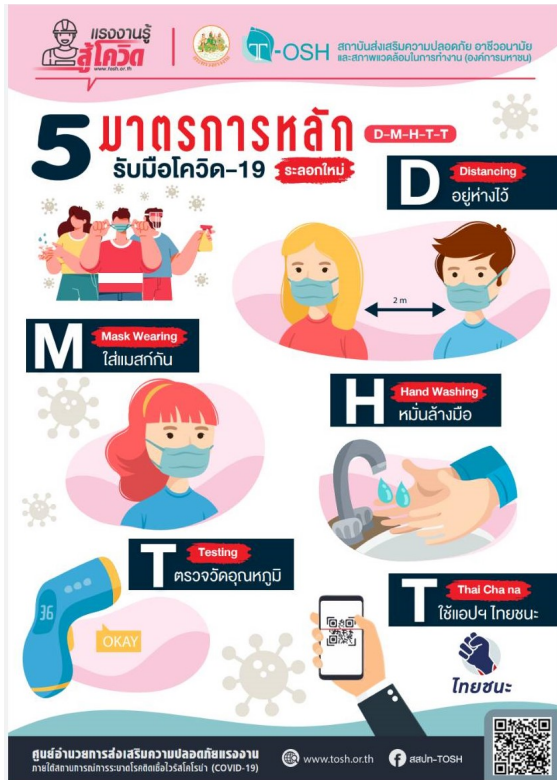 แรงงานรู้
สู้โควิด
www.tosh.or.th
T-OSH
สถาบันส่งเสริมความปลอดภัย อาชีวอนามัย
และสภาพแวดล้อมในการทำงาน (องค์การมหาชน)
5 มาตรการหลัก
D-M-H-T-T
รับมือโควิด-19 ระลอกใหม่
D
Distancing
อยู่ห่างไว้
2 m
M
Mask Wearing
ใส่แมสก์กัน
H
Hand Washing
หมั่นล้างมือ
T
Testing
ตรวจวัดอุณหภูมิ
36
OKAY
T
Thai Cha na
ใช้แอปฯ ไทยชนะ
ไทยชนะ
ศูนย์อำนวยการส่งเสริมความปลอดภัยแรงงาน
ภายใต้สถานการณ์การระบาดโรคติดเชื้อไวรัสโคโรน่า (COVID-19)
www.tosh.or.th
สสปท-TOSH